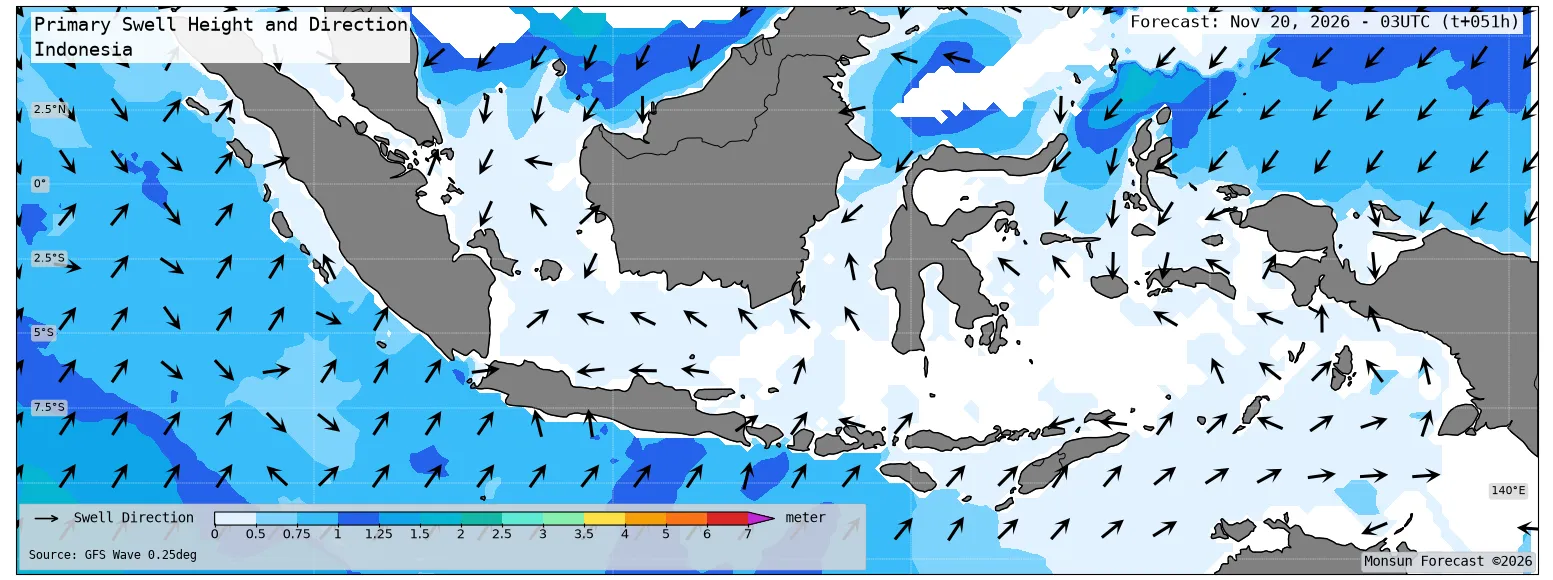 Primary Swell Height and Direction
Indonesia
Forecast: Nov 20, 2026 - 03UTC (t+051h)
2.5°N
0°
2.5°S
5°S
7.5°S
140°E
Swell Direction
0 0.5 0.75 1 1.25 1.5 2 2.5 3 3.5 4 5 6 7
meter
Source: GFS Wave 0.25deg
Monsun Forecast ©2026